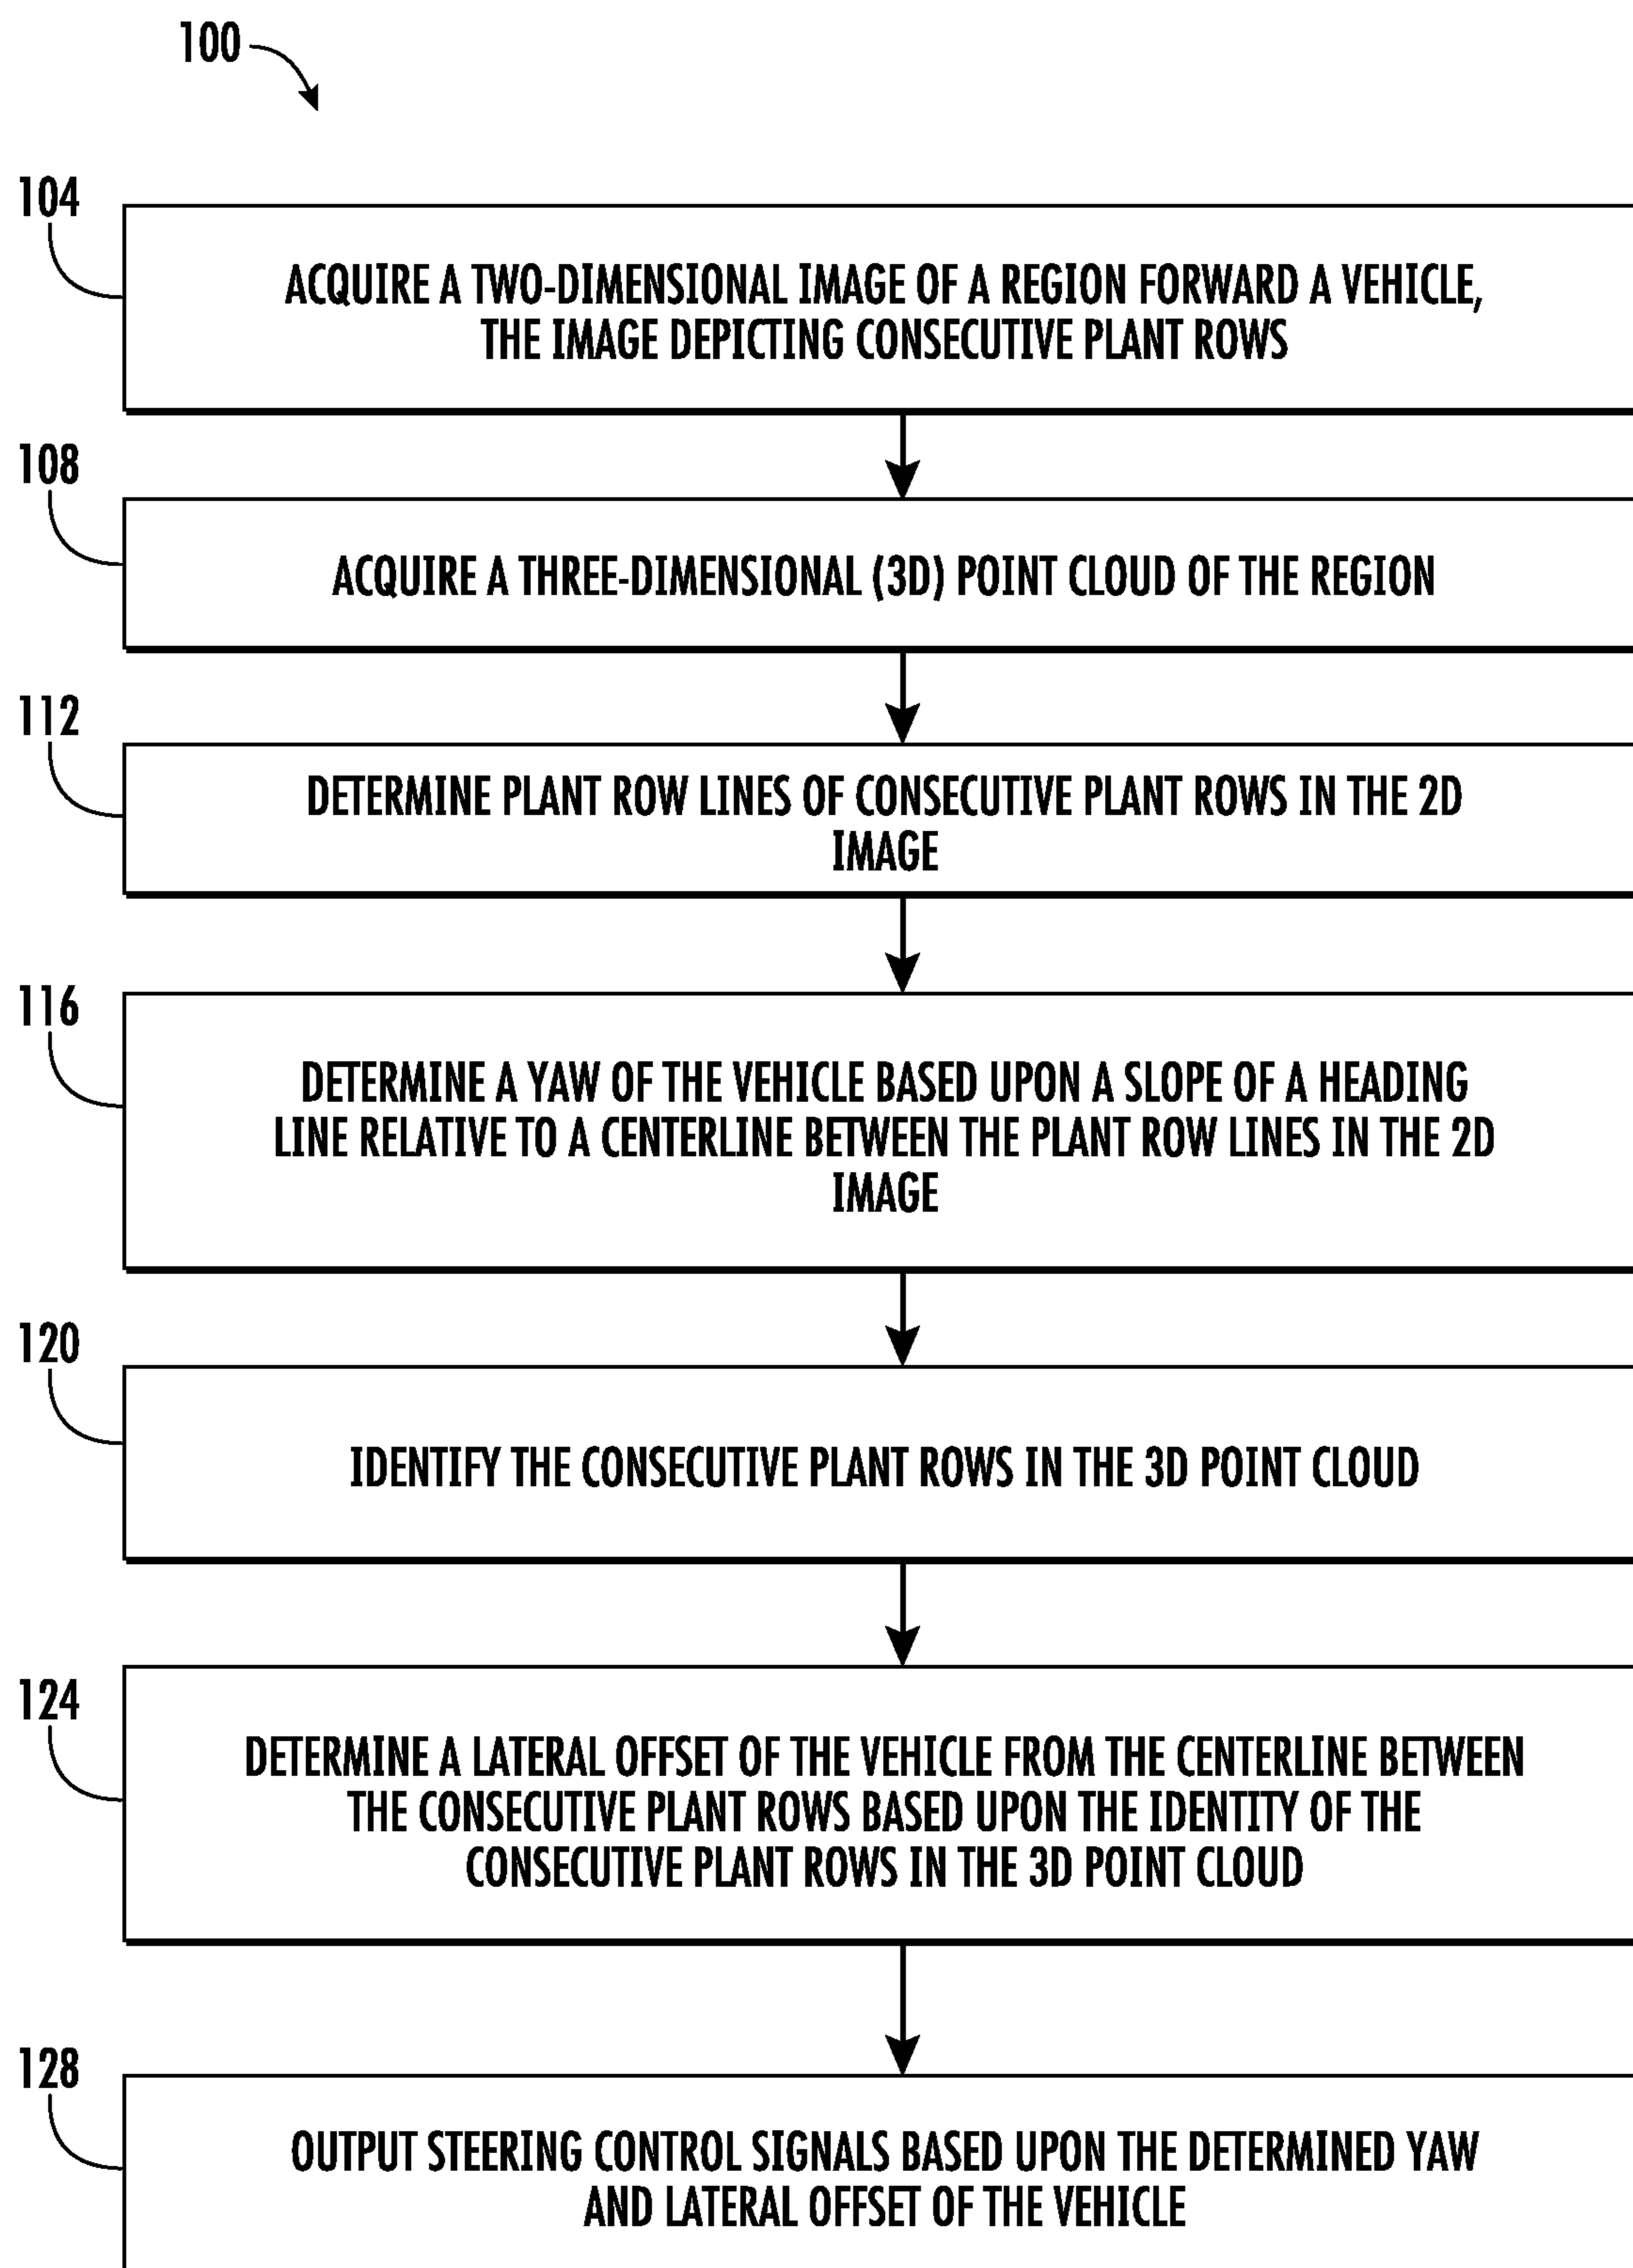 100
104
ACQUIRE A TWO-DIMENSIONAL IMAGE OF A REGION FORWARD A VEHICLE,
THE IMAGE DEPICTING CONSECUTIVE PLANT ROWS
108
ACQUIRE A THREE-DIMENSIONAL (3D) POINT CLOUD OF THE REGION
112
DETERMINE PLANT ROW LINES OF CONSECUTIVE PLANT ROWS IN THE 2D
IMAGE
116
DETERMINE A YAW OF THE VEHICLE BASED UPON A SLOPE OF A HEADING
LINE RELATIVE TO A CENTERLINE BETWEEN THE PLANT ROW LINES IN THE 2D
IMAGE
120
IDENTIFY THE CONSECUTIVE PLANT ROWS IN THE 3D POINT CLOUD
124
DETERMINE A LATERAL OFFSET OF THE VEHICLE FROM THE CENTERLINE BETWEEN
THE CONSECUTIVE PLANT ROWS BASED UPON THE IDENTITY OF THE
CONSECUTIVE PLANT ROWS IN THE 3D POINT CLOUD
128
OUTPUT STEERING CONTROL SIGNALS BASED UPON THE DETERMINED YAW
AND LATERAL OFFSET OF THE VEHICLE